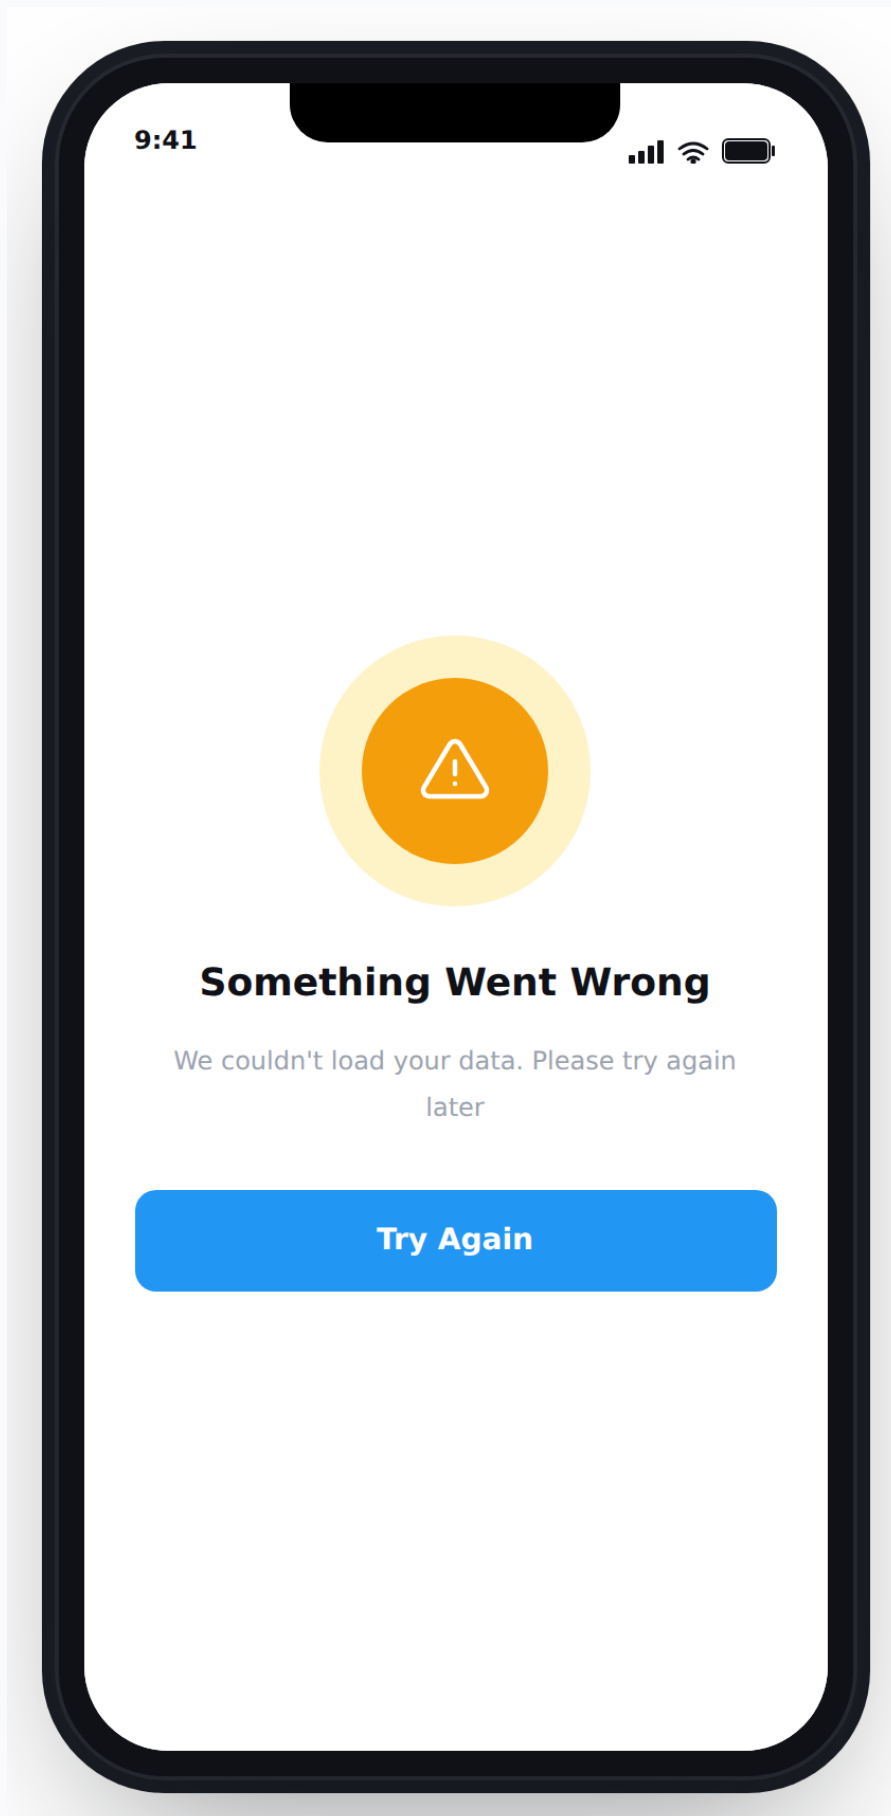 9:41
Something Went Wrong
We couldn't load your data. Please try again
later
Try Again